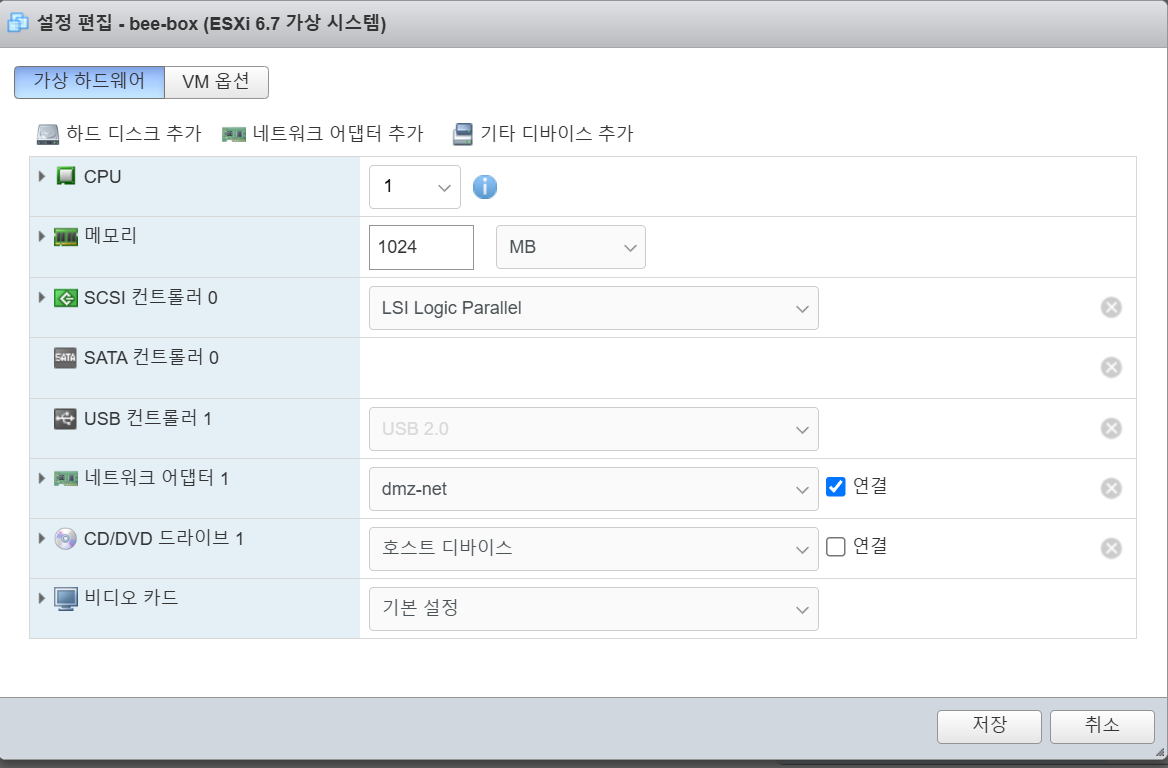 설정 편집 - bee-box (ESXi 6.7 가상 시스템)
가상 하드웨어 VM 옵션
하드 디스크 추가 네트워크 어댑터 추가 기타 디바이스 추가
CPU 1
메모리 1024 MB
SCSI 컨트롤러 0 LSI Logic Parallel
SATA SATA 컨트롤러 0
USB 컨트롤러 1 USB 2.0
네트워크 어댑터 1 dmz-net 연결
CD/DVD 드라이브 1 호스트 디바이스 연결
비디오 카드 기본 설정
저장 취소